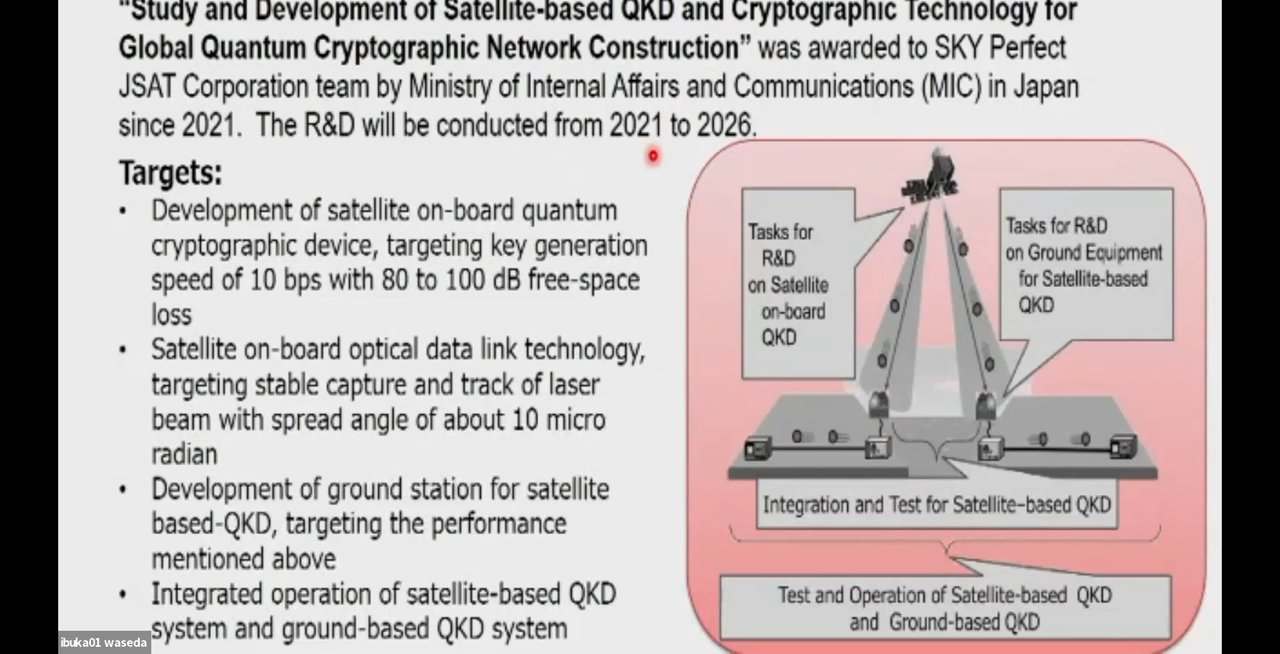 “Study and Development of Satellite-based QKD and Cryptographic Technology for
Global Quantum Cryptographic Network Construction” was awarded to SKY Perfect
JSAT Corporation team by Ministry of Internal Affairs and Communications (MIC) in Japan
since 2021. The R&D will be conducted from 2021 to 2026.
Targets:
• Development of satellite on-board quantum
cryptographic device, targeting key generation
speed of 10 bps with 80 to 100 dB free-space
loss
• Satellite on-board optical data link technology,
targeting stable capture and track of laser
beam with spread angle of about 10 micro
radian
• Development of ground station for satellite
based-QKD, targeting the performance
mentioned above
• Integrated operation of satellite-based QKD
system and ground-based QKD system
Tasks for
R&D
on Satellite
on-board
QKD
Tasks for R&D
on Ground Equipment
for Satellite-based
QKD
Integration and Test for Satellite-based QKD
Test and Operation of Satellite-based QKD
and Ground-based QKD
ibuka01 waseda